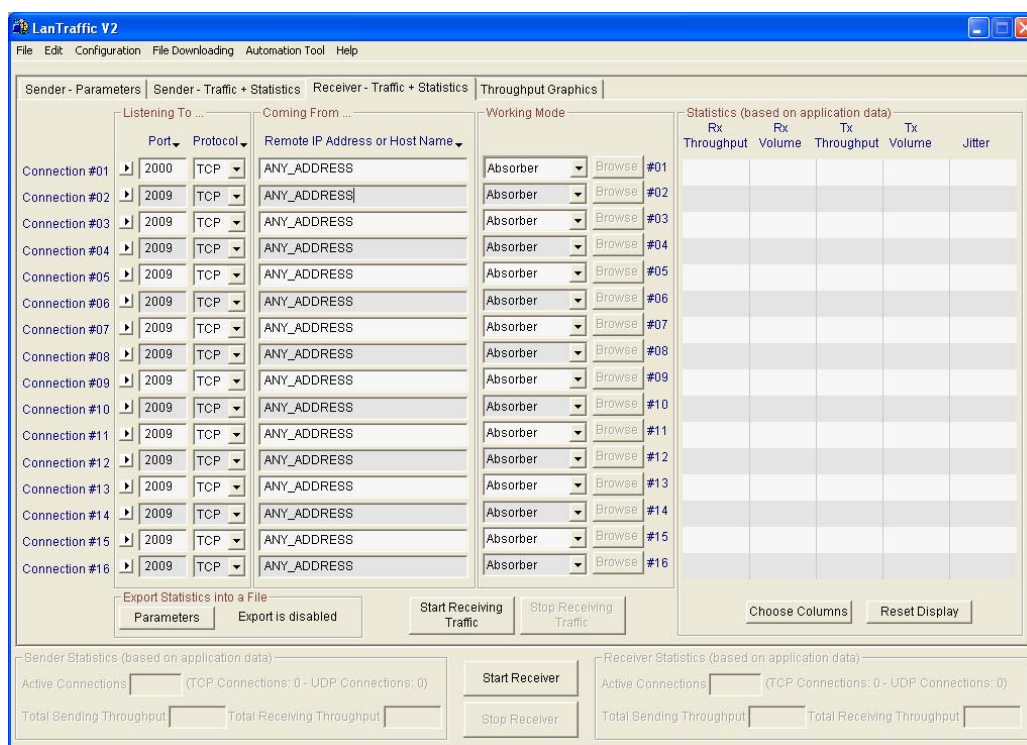 LanTraffic V2
File Edit Configuration File Downloading Automation Tool Help
Sender - Parameters Sender - Traffic + Statistics Receiver - Traffic + Statistics Throughput Graphics
Listening To ... Coming From ... Working Mode Statistics (based on application data)
Port Protocol Remote IP Address or Host Name Rx Throughput Rx Volume Tx Throughput Tx Volume Jitter
Connection #01 2000 TCP ANY_ADDRESS Absorber Browse #01
Connection #02 2009 TCP ANY_ADDRESS Absorber Browse #02
Connection #03 2009 TCP ANY_ADDRESS Absorber Browse #03
Connection #04 2009 TCP ANY_ADDRESS Absorber Browse #04
Connection #05 2009 TCP ANY_ADDRESS Absorber Browse #05
Connection #06 2009 TCP ANY_ADDRESS Absorber Browse #06
Connection #07 2009 TCP ANY_ADDRESS Absorber Browse #07
Connection #08 2009 TCP ANY_ADDRESS Absorber Browse #08
Connection #09 2009 TCP ANY_ADDRESS Absorber Browse #09
Connection #10 2009 TCP ANY_ADDRESS Absorber Browse #10
Connection #11 2009 TCP ANY_ADDRESS Absorber Browse #11
Connection #12 2009 TCP ANY_ADDRESS Absorber Browse #12
Connection #13 2009 TCP ANY_ADDRESS Absorber Browse #13
Connection #14 2009 TCP ANY_ADDRESS Absorber Browse #14
Connection #15 2009 TCP ANY_ADDRESS Absorber Browse #15
Connection #16 2009 TCP ANY_ADDRESS Absorber Browse #16
Export Statistics into a File
Parameters Export is disabled Start Receiving Traffic Stop Receiving Traffic Choose Columns Reset Display
Sender Statistics (based on application data) Receiver Statistics (based on application data)
Active Connections (TCP Connections: 0 - UDP Connections: 0) Start Receiver Active Connections (TCP Connections: 0 - UDP Connections: 0)
Total Sending Throughput Total Receiving Throughput Stop Receiver Total Sending Throughput Total Receiving Throughput